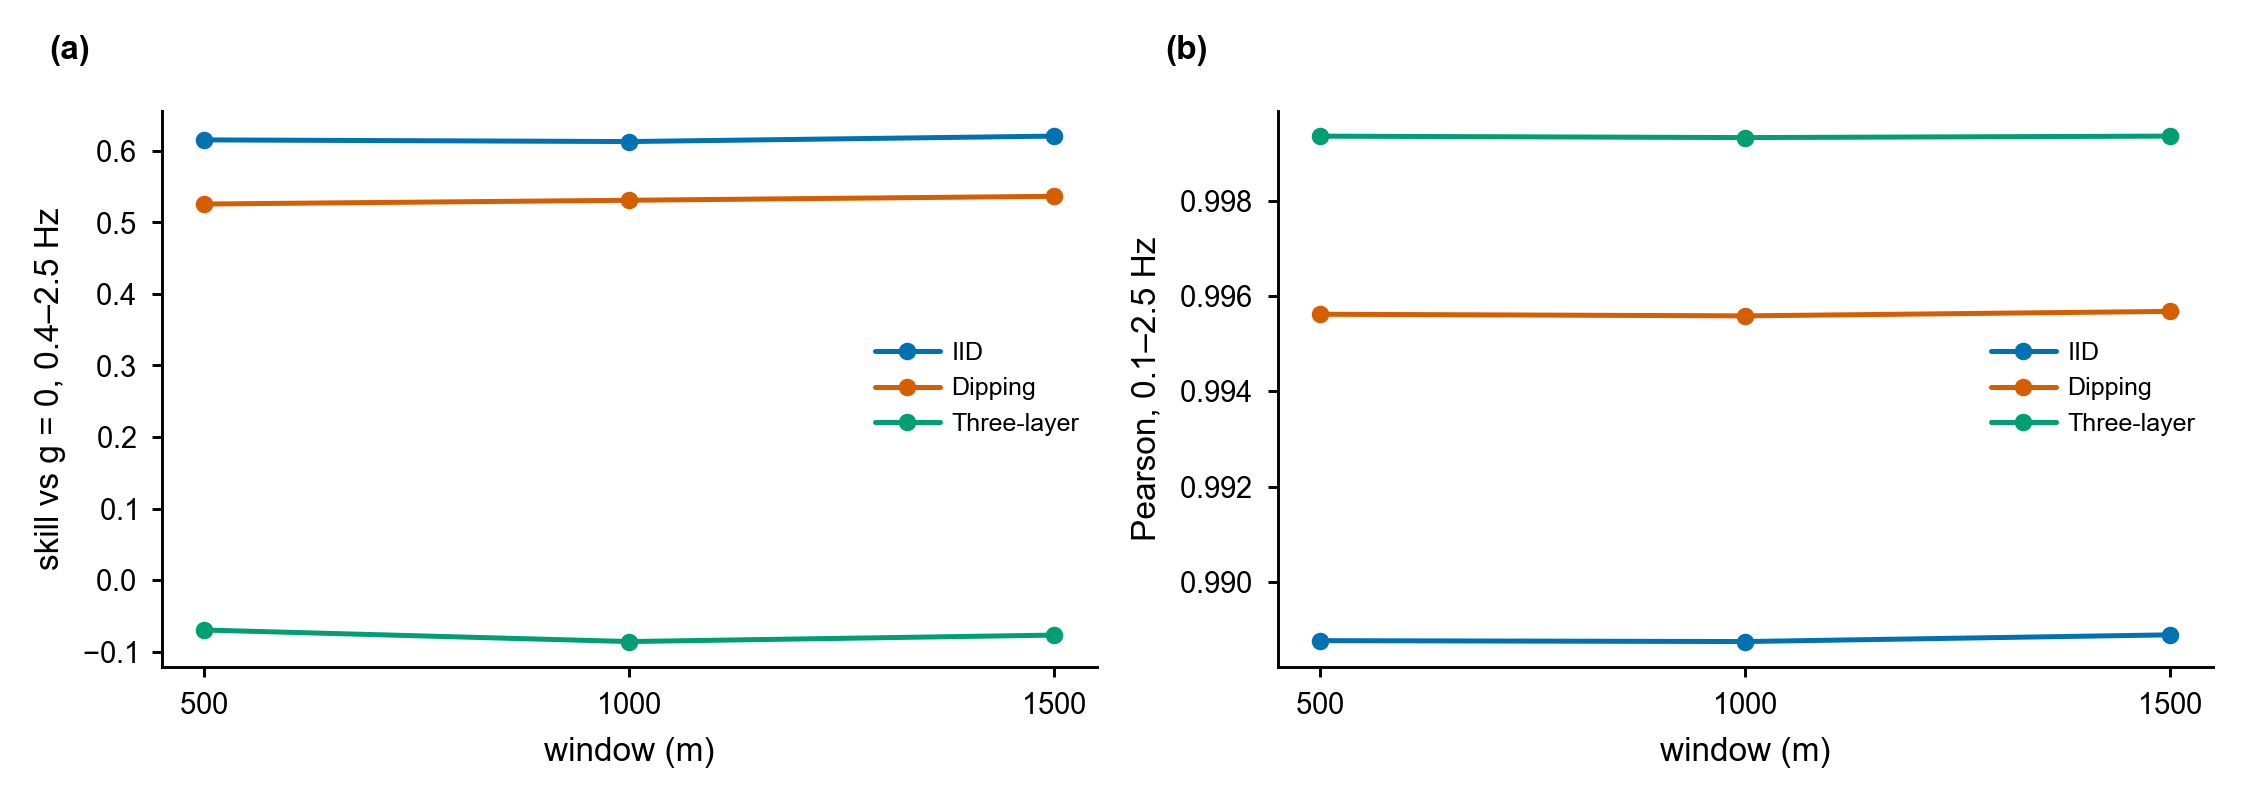 (a)
skill vs g = 0, 0.4–2.5 Hz
0.6
0.5
0.4
0.3
0.2
0.1
0.0
−0.1
500 1000 1500
window (m)
IID
Dipping
Three-layer
(b)
Pearson, 0.1–2.5 Hz
0.998
0.996
0.994
0.992
0.990
500 1000 1500
window (m)
IID
Dipping
Three-layer